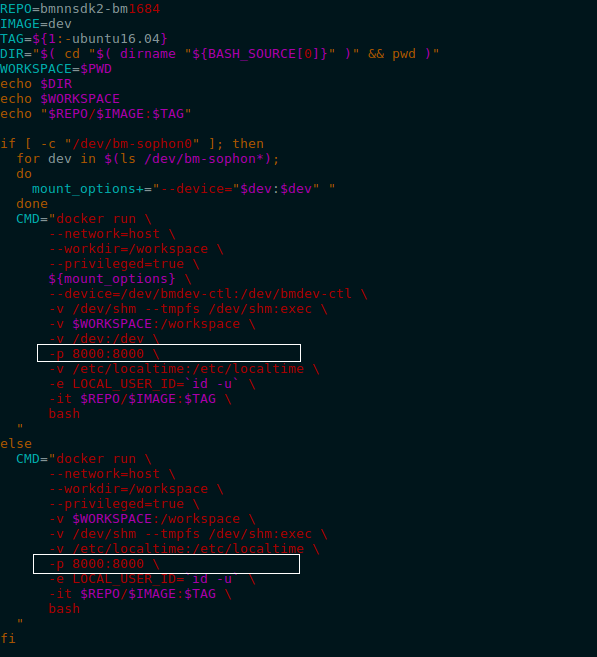 REPO=bmnnsdk2-bm1684
IMAGE=dev
TAG=${1:-ubuntu16.04}
DIR="$( cd "$( dirname "${BASH_SOURCE[0]}" )" && pwd )"
WORKSPACE=$PWD
echo $DIR
echo $WORKSPACE
echo "$REPO/$IMAGE:$TAG"
if [ -c "/dev/bm-sophon0" ]; then
for dev in $(ls /dev/bm-sophon*);
do
mount_options+="--device="$dev:$dev" "
done
CMD="docker run \
--network=host \
--workdir=/workspace \
--privileged=true \
${mount_options} \
--device=/dev/bmdev-ctl:/dev/bmdev-ctl \
-v /dev/shm --tmpfs /dev/shm:exec \
-v $WORKSPACE:/workspace \
-v /dev:/dev \
-p 8000:8000 \
-v /etc/localtime:/etc/localtime \
-e LOCAL_USER_ID=`id -u` \
-it $REPO/$IMAGE:$TAG \
bash
"
else
CMD="docker run \
--network=host \
--workdir=/workspace \
--privileged=true \
-v $WORKSPACE:/workspace \
-v /dev/shm --tmpfs /dev/shm:exec \
-v /etc/localtime:/etc/localtime \
-p 8000:8000 \
-e LOCAL_USER_ID=`id -u` \
-it $REPO/$IMAGE:$TAG \
bash
"
fi